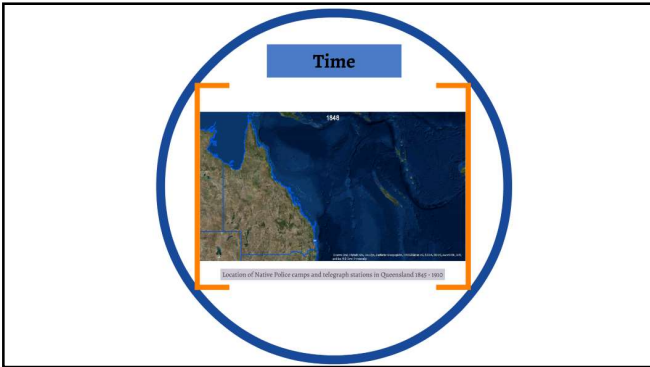 Time
1848
Location of Native Police camps and telegraph stations in Queensland 1845 - 1910